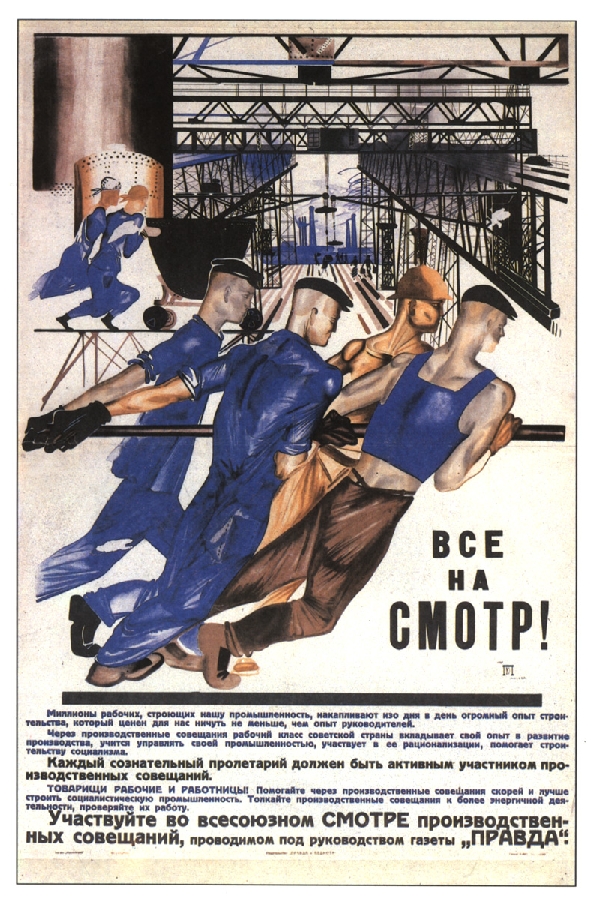 ВСЕ
НА
СМОТР!
Миллионы рабочих, строющих нашу промышленность, накапливают изо дня в день огромный опыт строи-
тельства, который ценен для нас ничуть не меньше, чем опыт руководителей.
Через производственные совещания рабочий класс советской страны вкладывает свой опыт в развитие
производства, учится управлять своей промышленностью, участвует в ее рационализации, помогает строи-
тельству социализма.
Каждый сознательный пролетарий должен быть активным участником про-
изводственных совещаний.
ТОВАРИЩИ РАБОЧИЕ И РАБОТНИЦЫ! Помогайте через производственные совещания скорей и лучше
строить социалистическую промышленность. Толкайте производственные совещания к более энергичной дея-
тельности, проверяйте их работу.
Участвуйте во всесоюзном СМОТРЕ производствен-
ных совещаний, проводимом под руководством газеты „ПРАВДА".